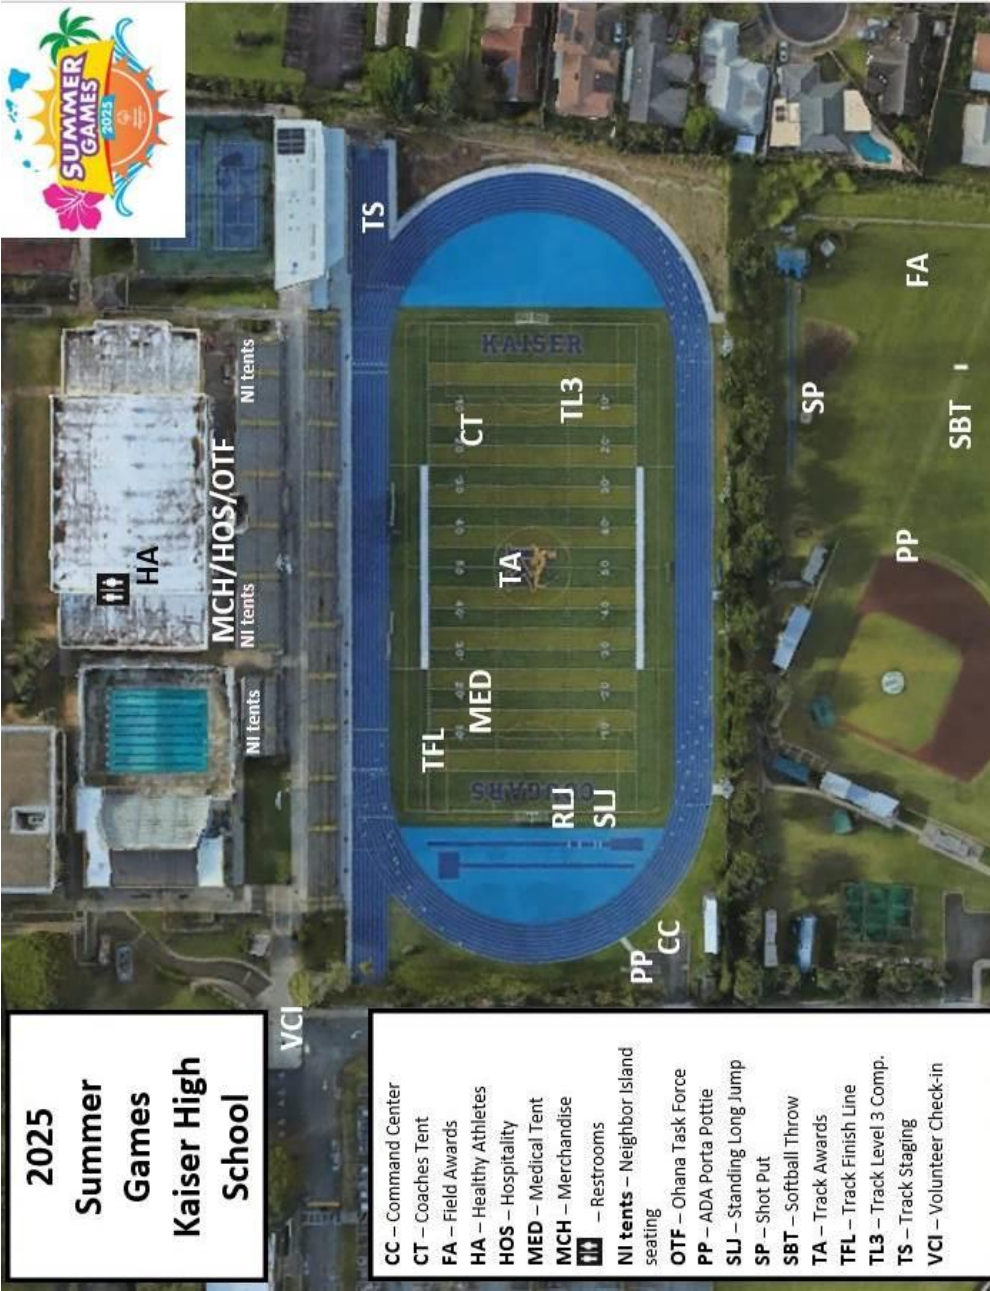 SUMMER
GAMES
2025
2025
Summer
Games
Kaiser High
School
CC – Command Center
CT – Coaches Tent
FA – Field Awards
HA – Healthy Athletes
HOS – Hospitality
MED – Medical Tent
MCH – Merchandise
– Restrooms
NI tents – Neighbor Island
seating
OTF – Ohana Task Force
PP – ADA Porta Pottie
SLJ – Standing Long Jump
SP – Shot Put
SBT – Softball Throw
TA – Track Awards
TFL – Track Finish Line
TL3 – Track Level 3 Comp.
TS – Track Staging
VCI – Volunteer Check-in
VCI
HA
MCH/HOS/OTF
NI tents
NI tents
NI tents
TS
KAISER
CT
TL3
TA
MED
TFL
COUGARS
RLJ
SLJ
PP
CC
FA
SP
SBT
PP